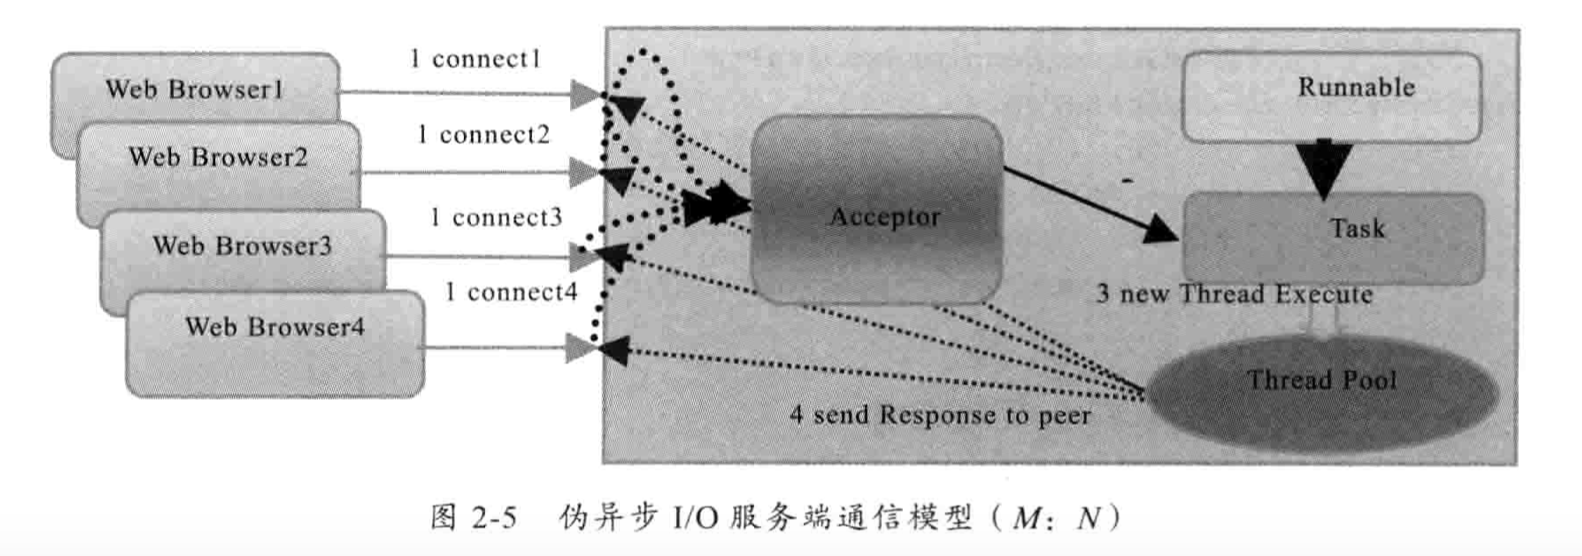 1 connect1
Web Browser1
1 connect2
Web Browser2
1 connect3
Web Browser3
1 connect4
Web Browser4
Acceptor
Runnable
Task
3 new Thread Execute
Thread Pool
4 send Response to peer
图 2-5 伪异步 I/O 服务端通信模型（M：N）